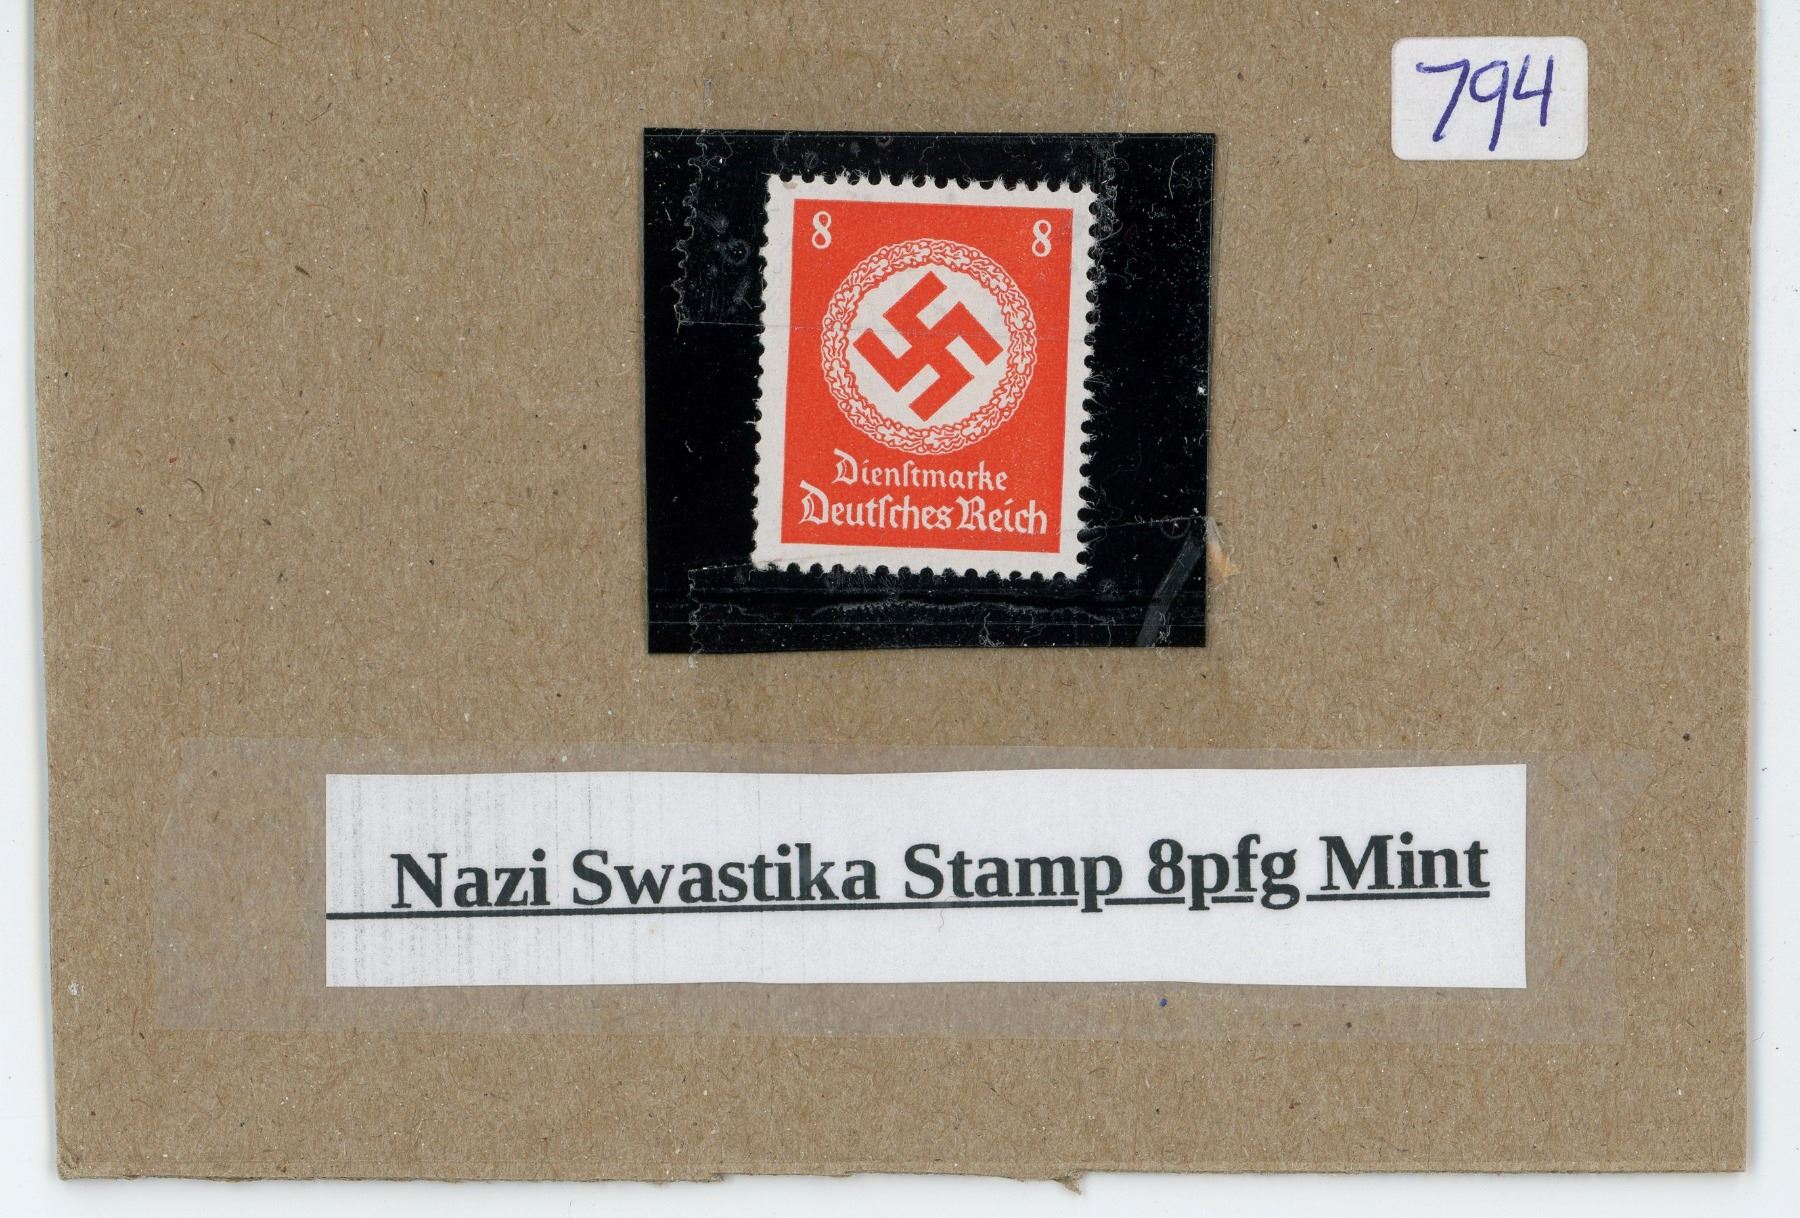 794
8 8
Dienſtmarke
Deutſches Reich
Nazi Swastika Stamp 8pfg Mint